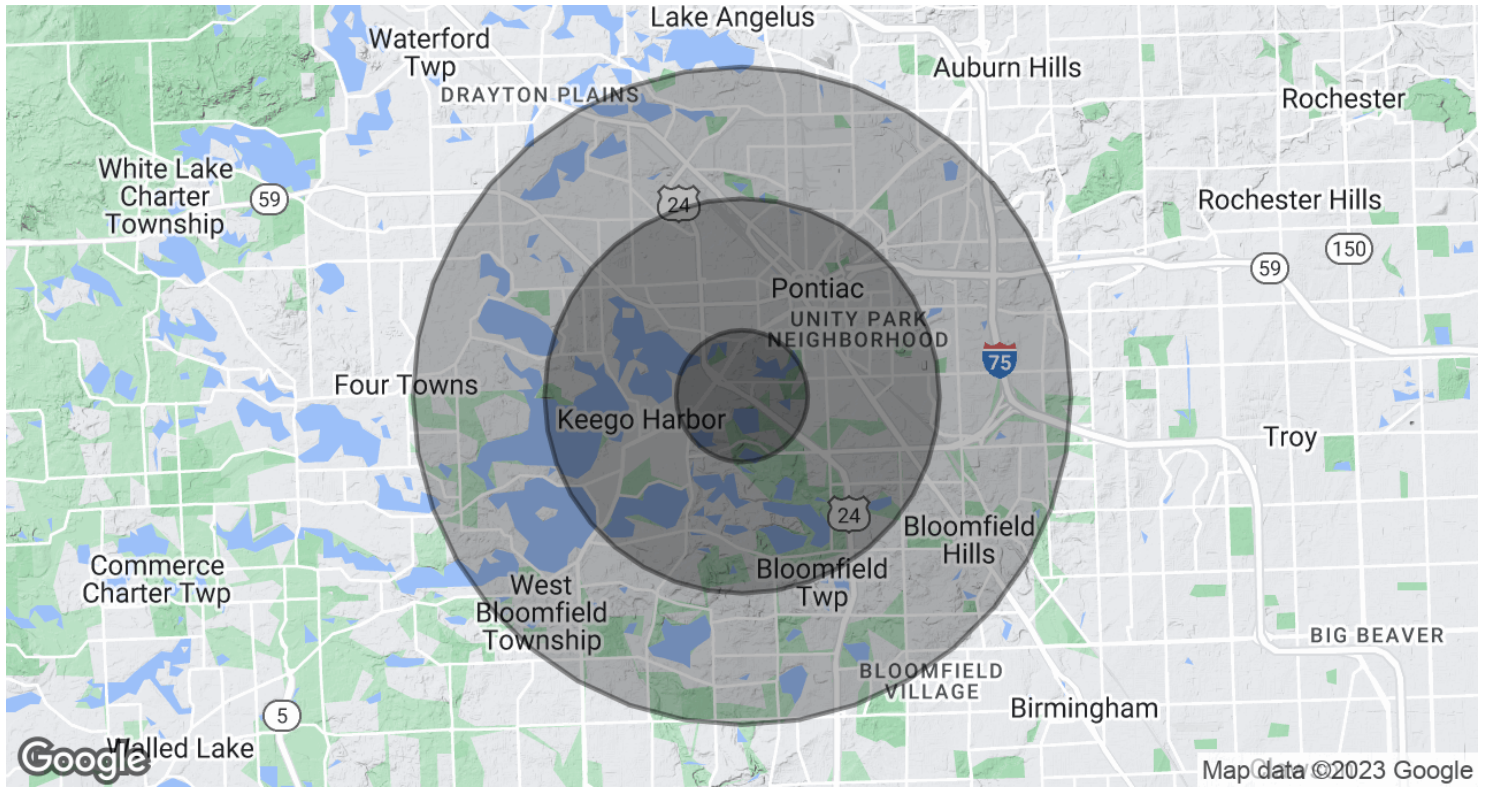 Lake Angelus
Waterford
Twp
Auburn Hills
DRAYTON PLAINS
Rochester
White Lake
Charter
Township
59
24
Rochester Hills
150
59
Pontiac
UNITY PARK
NEIGHBORHOOD
75
Four Towns
Keego Harbor
Troy
24
Bloomfield
Hills
Commerce
Charter Twp
West
Bloomfield
Township
Bloomfield
Twp
BIG BEAVER
BLOOMFIELD
VILLAGE
5
Birmingham
Walled Lake
Google
Map data ©2023 Google